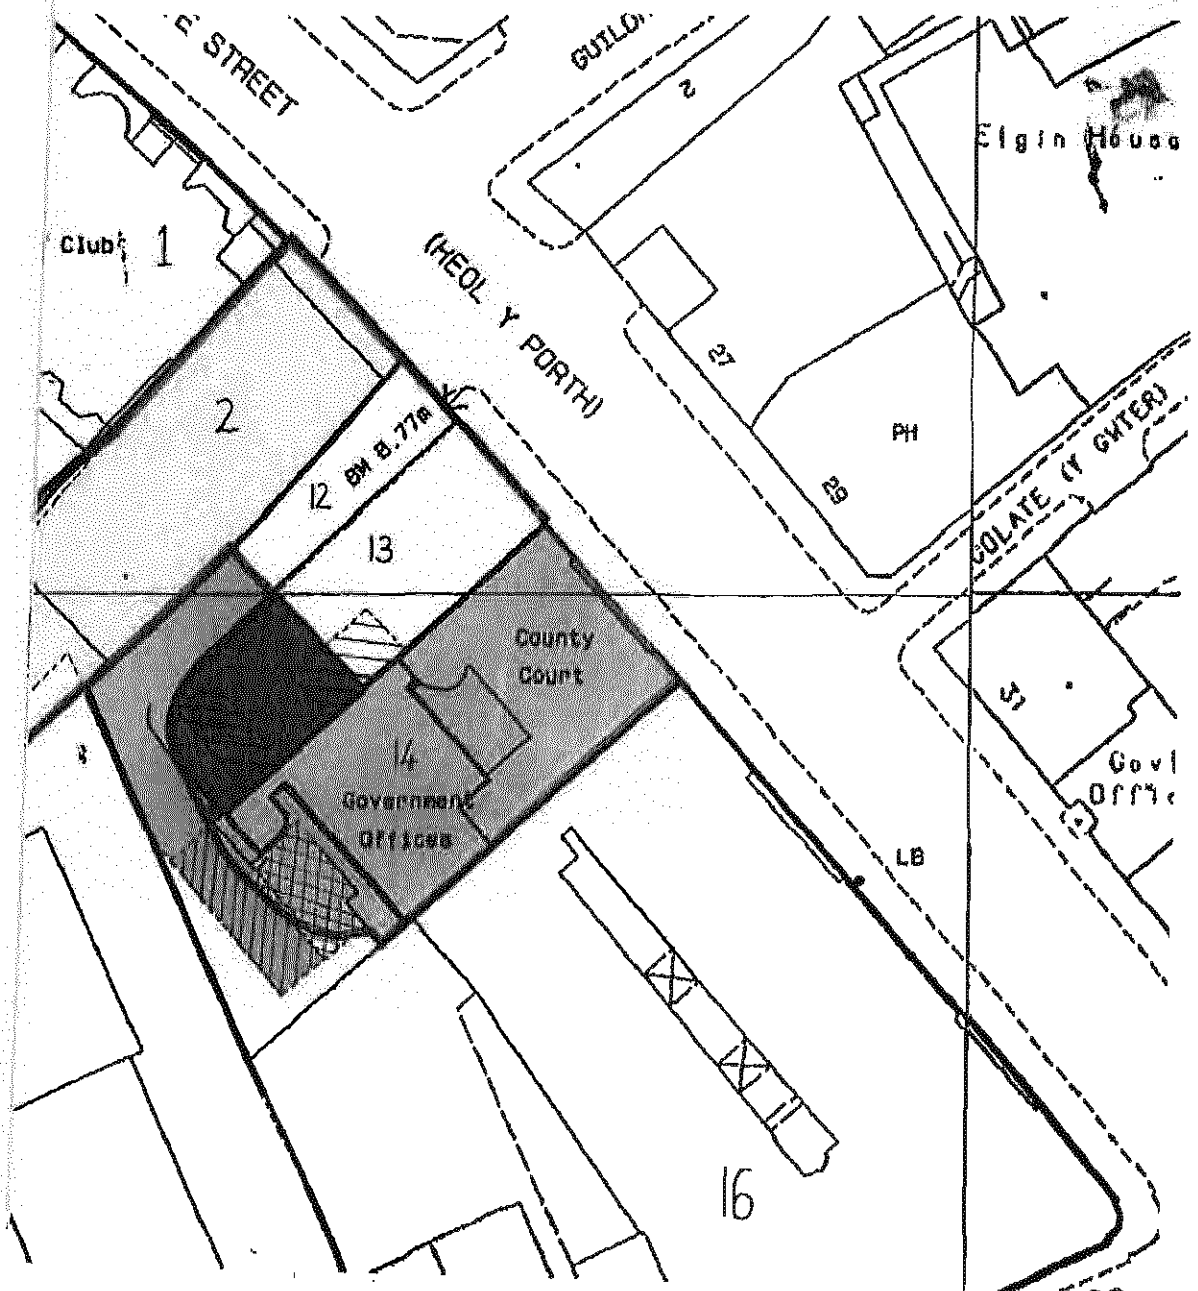 E STREET
GUILD
2
Elgin House
Club
1
(HEOL Y PORTH)
2
27
12
BM 8.77m
PH
29
COLATE (Y GWTER)
13
County
Court
31
14
Government
Offices
Govt
Offic
LB
16